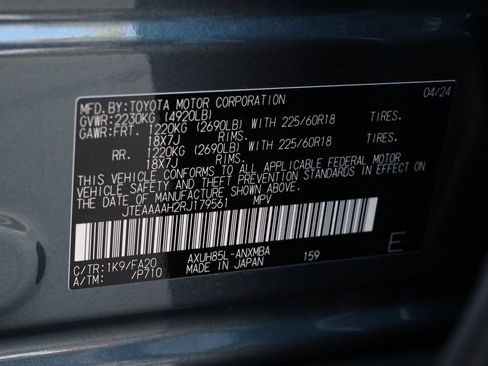 MFD.BY:TOYOTA MOTOR CORPORATION 04/24
GVWR:2230KG (4920LB)
GAWR:FRT. 1220KG (2690LB) WITH 225/60R18 TIRES.
18X7J RIMS.
RR. 1220KG (2690LB) WITH 225/60R18 TIRES.
18X7J RIMS.
THIS VEHICLE CONFORMS TO ALL APPLICABLE FEDERAL MOTOR
VEHICLE SAFETY AND THEFT PREVENTION STANDARDS IN EFFECT ON
THE DATE OF MANUFACTURE SHOWN ABOVE.
JTEAAAAH2RJ179561 MPV
C/TR:1K9/FA20 AXUH85L-ANXMBA 159 E
A/TM: /P710 MADE IN JAPAN